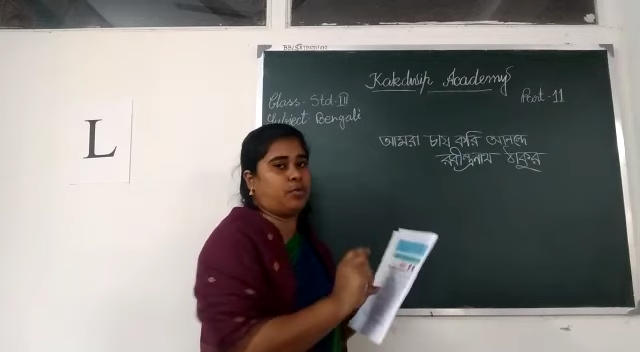 Kakdwip Academy
Class - Std-III
Part-11
Subject Bengali
আমরা চাষ করি আনন্দে
রবীন্দ্রনাথ ঠাকুর
L